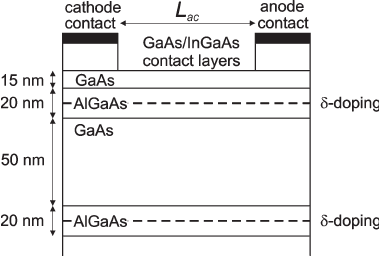 cathode contact
L_ac
anode contact
GaAs/InGaAs
contact layers
15 nm
GaAs
20 nm
AlGaAs
δ-doping
GaAs
50 nm
20 nm
AlGaAs
δ-doping